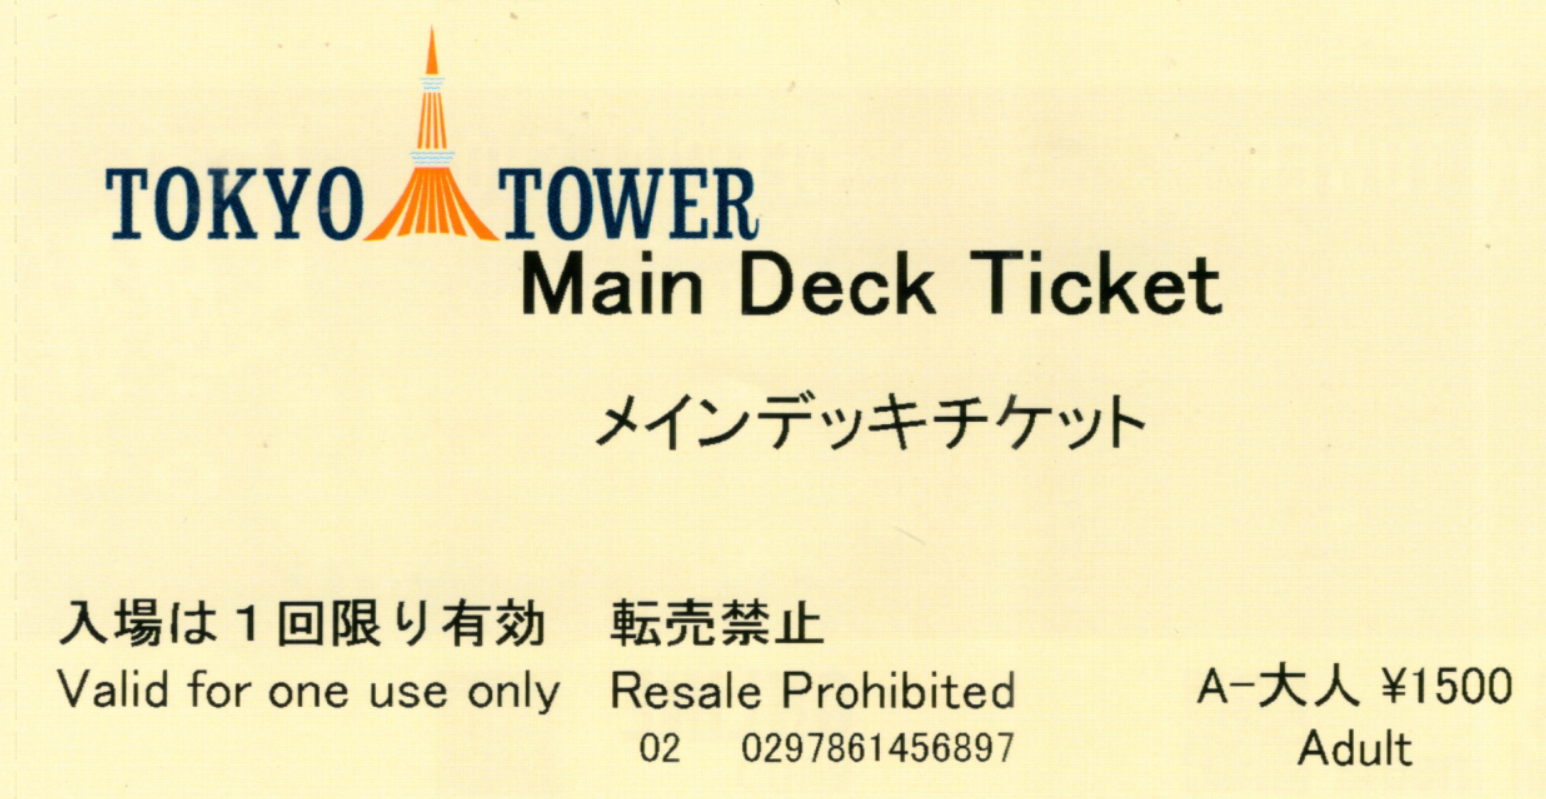 TOKYO TOWER
Main Deck Ticket
メインデッキチケット
入場は１回限り有効 転売禁止
Valid for one use only Resale Prohibited
A-大人 ¥1500
02 0297861456897
Adult